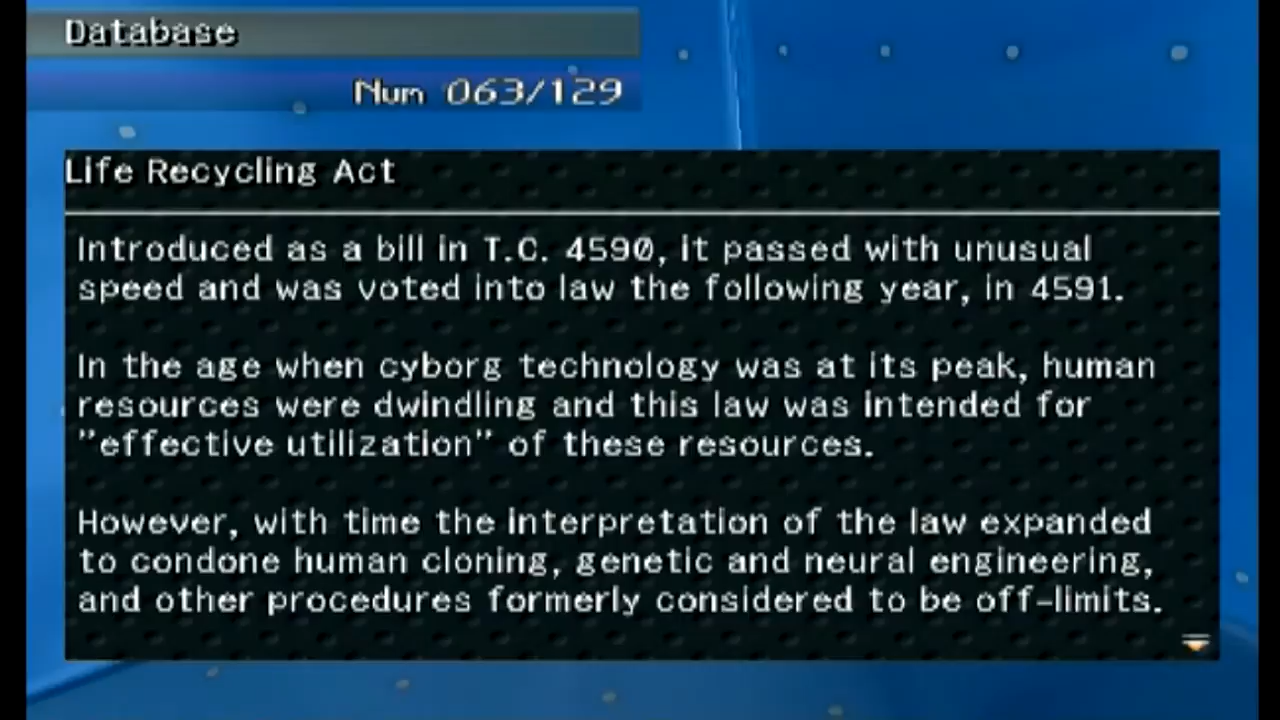 Database
Num 063/129
Life Recycling Act
Introduced as a bill in T.C. 4590, it passed with unusual
speed and was voted into law the following year, in 4591.
In the age when cyborg technology was at its peak, human
resources were dwindling and this law was intended for
"effective utilization" of these resources.
However, with time the interpretation of the law expanded
to condone human cloning, genetic and neural engineering,
and other procedures formerly considered to be off-limits.